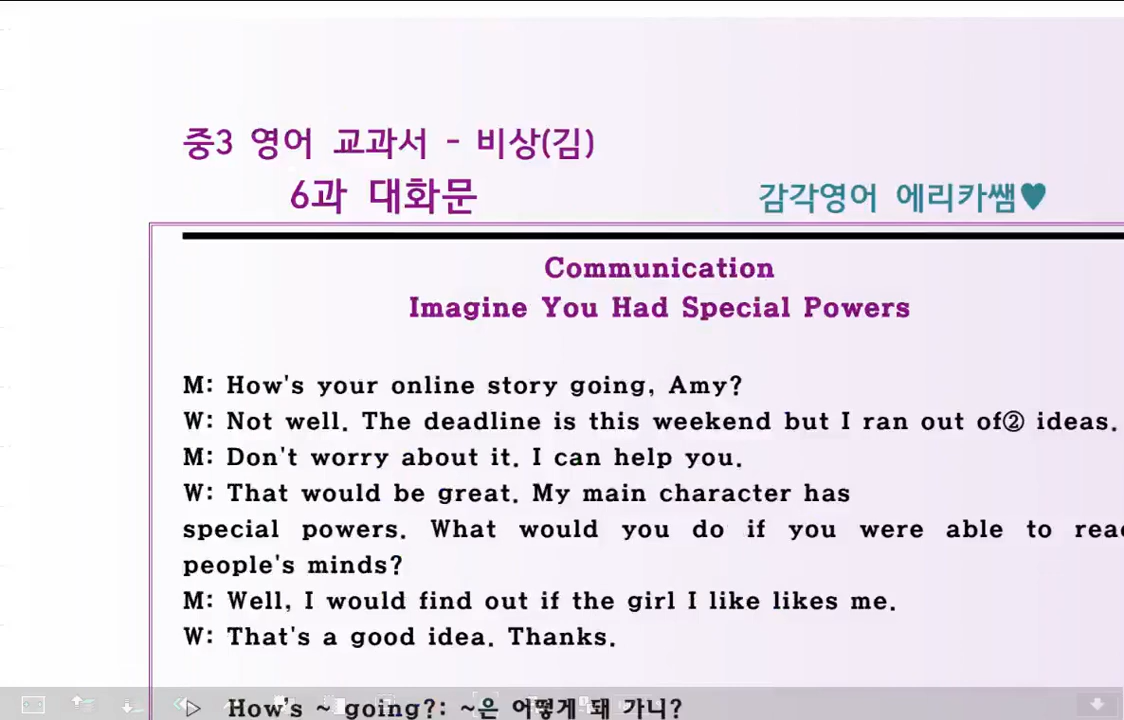 중3 영어 교과서 - 비상(김)
6과 대화문
감각영어 에리카쌤♥
Communication
Imagine You Had Special Powers
M: How's your online story going, Amy?
W: Not well. The deadline is this weekend but I ran out of② ideas.
M: Don't worry about it. I can help you.
W: That would be great. My main character has
special powers. What would you do if you were able to
people's minds?
M: Well, I would find out if the girl I like likes me.
W: That's a good idea. Thanks.
▷ How's ~ going?: ~은 어떻게 돼 가니?